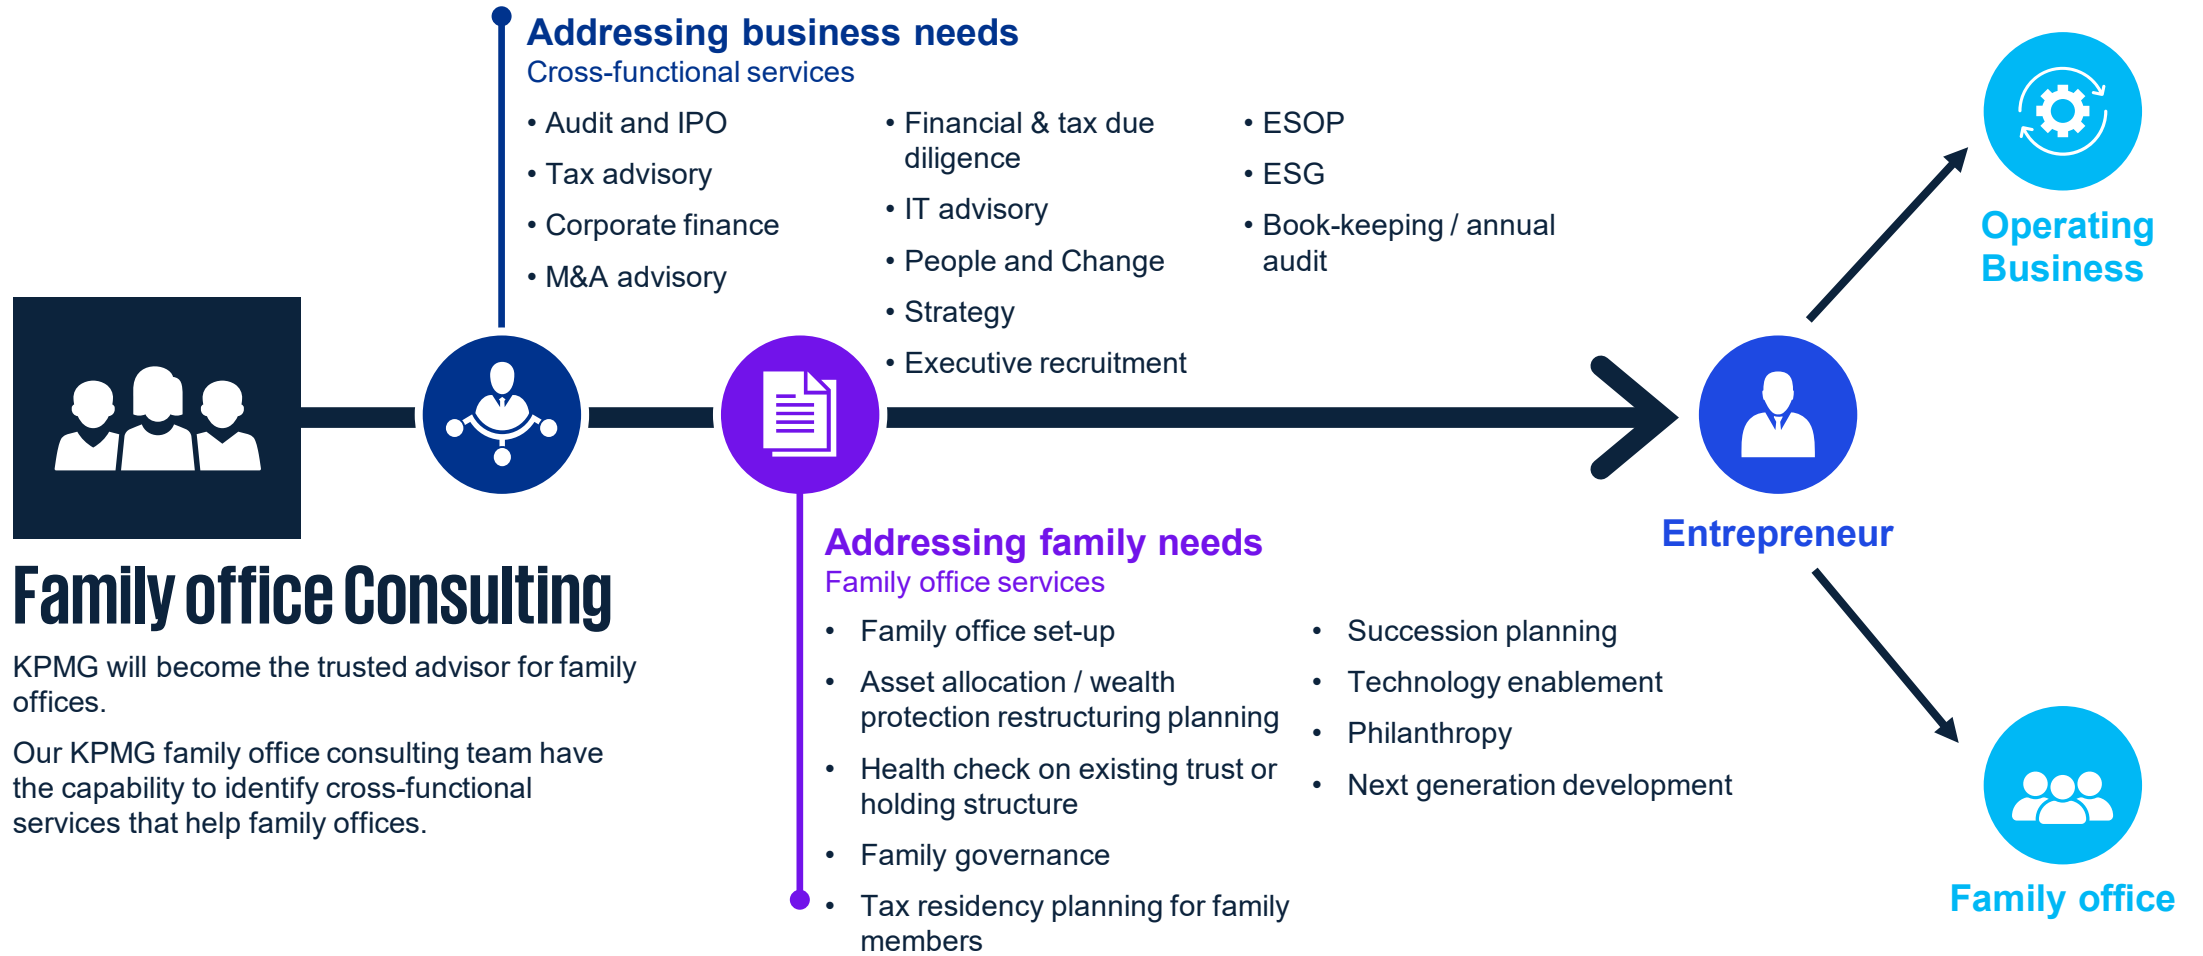 Addressing business needs
Cross-functional services
• Audit and IPO
• Tax advisory
• Corporate finance
• M&A advisory
• Financial & tax due
diligence
• IT advisory
• People and Change
• Strategy
• Executive recruitment
• ESOP
• ESG
• Book-keeping / annual
audit
Operating
Business
Entrepreneur
Family office Consulting
KPMG will become the trusted advisor for family
offices.
Our KPMG family office consulting team have
the capability to identify cross-functional
services that help family offices.
Addressing family needs
Family office services
• Family office set-up
• Asset allocation / wealth
protection restructuring planning
• Health check on existing trust or
holding structure
• Family governance
• Tax residency planning for family
members
• Succession planning
• Technology enablement
• Philanthropy
• Next generation development
Family office